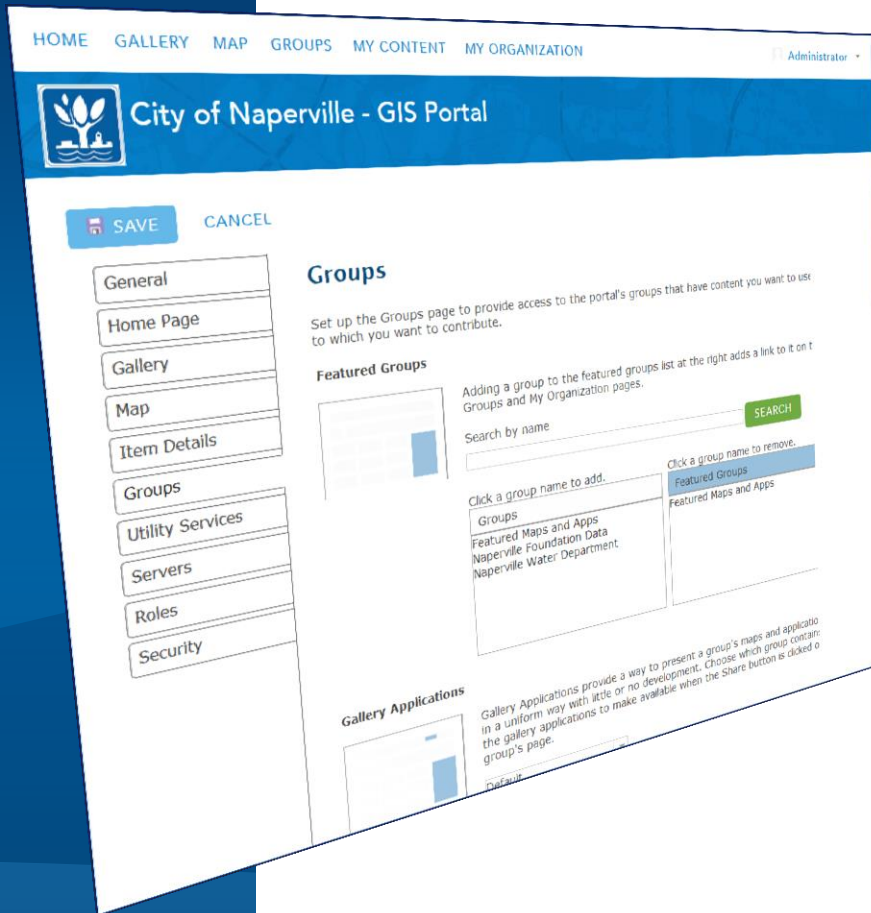 HOME GALLERY MAP GROUPS MY CONTENT MY ORGANIZATION
Administrator
City of Naperville - GIS Portal
SAVE CANCEL
General
Home Page
Gallery
Map
Item Details
Groups
Utility Services
Servers
Roles
Security
Groups
Set up the Groups page to provide access to the portal's groups that have content you want to use
to which you want to contribute.
Featured Groups
Adding a group to the featured groups list at the right adds a link to it on t
Groups and My Organization pages.
Search by name
SEARCH
Click a group name to add.
Groups
Featured Maps and Apps
Naperville Foundation Data
Naperville Water Department
Click a group name to remove.
Featured Groups
Featured Maps and Apps
Gallery Applications
Gallery Applications provide a way to present a group's maps and applicatio
in a uniform way with little or no development. Choose which group contain
the gallery applications to make available when the Share button is clicked o
group's page.
Default